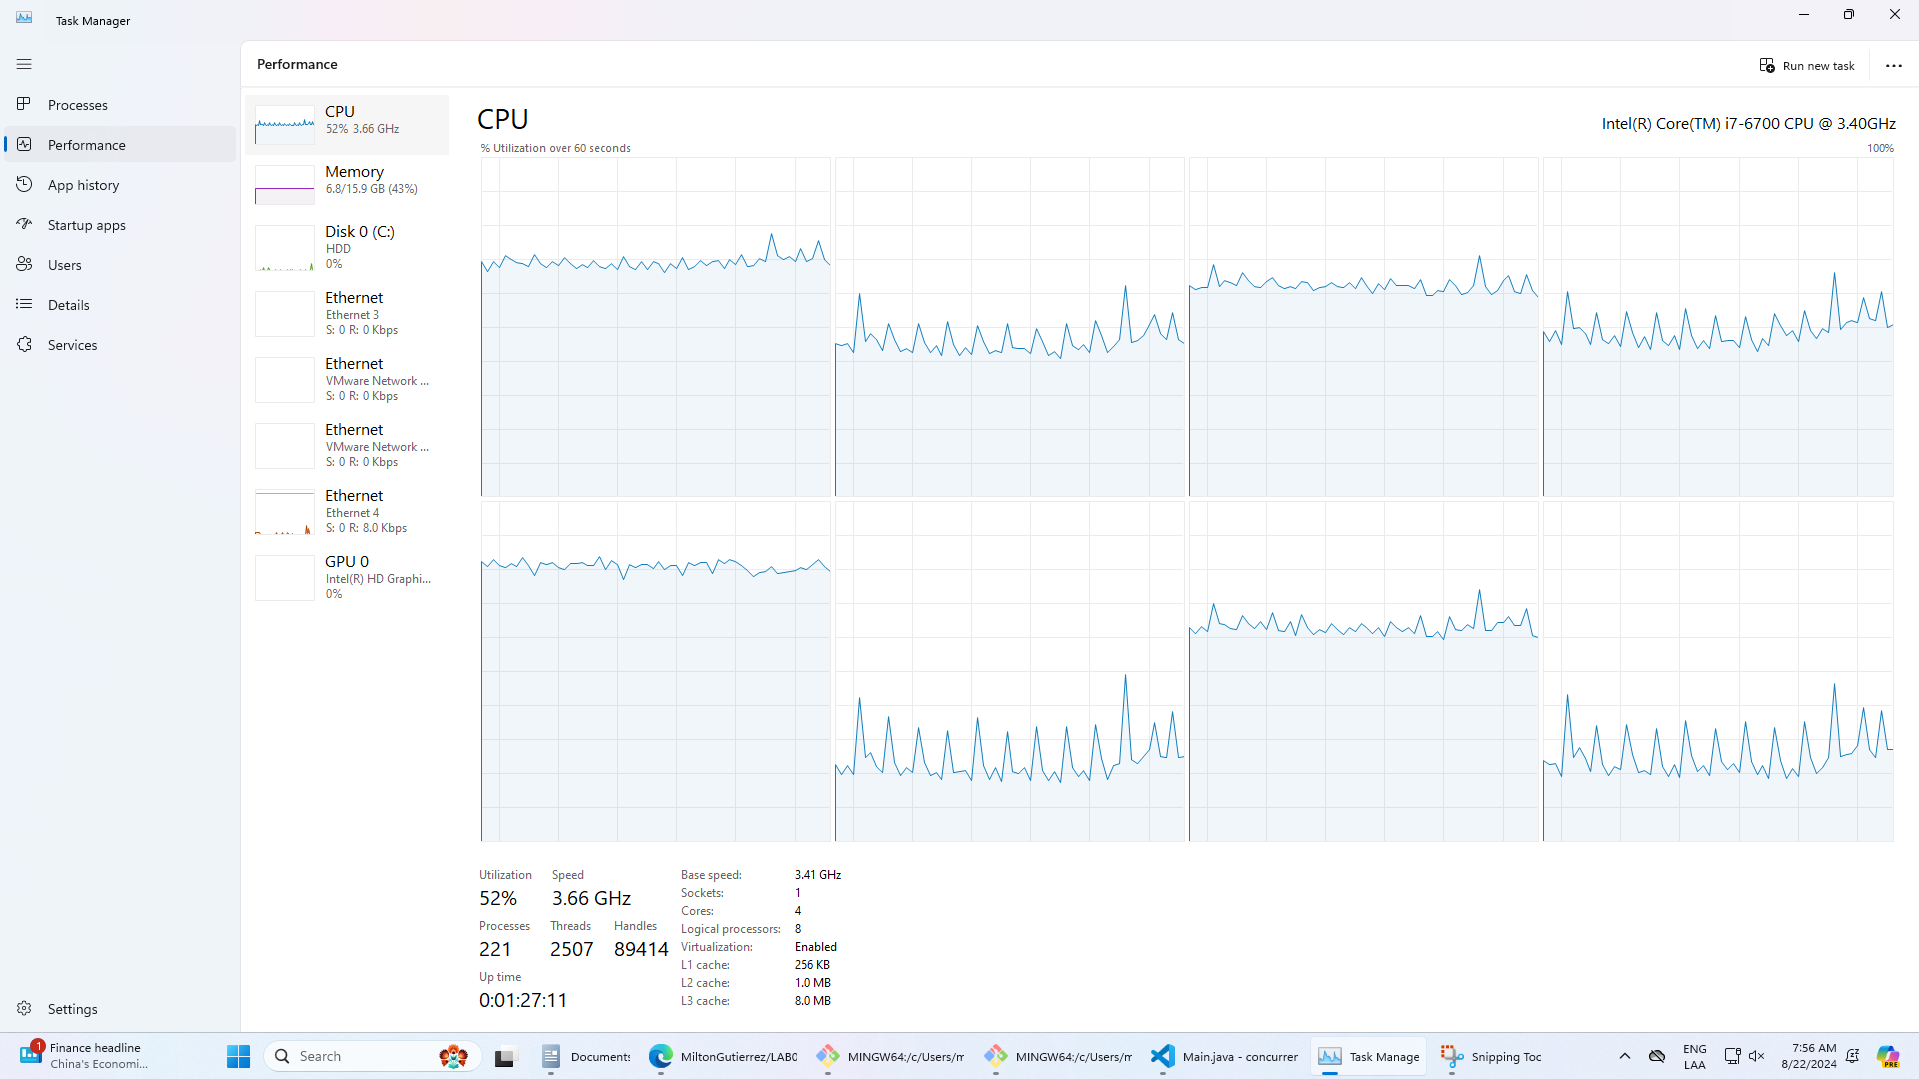 Task Manager
Performance
Run new task
Processes
Performance
App history
Startup apps
Users
Details
Services
Settings
CPU
52% 3.66 GHz
Memory
6.8/15.9 GB (43%)
Disk 0 (C:)
HDD
0%
Ethernet
Ethernet 3
S: 0 R: 0 Kbps
Ethernet
VMware Network ...
S: 0 R: 0 Kbps
Ethernet
VMware Network ...
S: 0 R: 0 Kbps
Ethernet
Ethernet 4
S: 0 R: 8.0 Kbps
GPU 0
Intel(R) HD Graphi...
0%
CPU
Intel(R) Core(TM) i7-6700 CPU @ 3.40GHz
% Utilization over 60 seconds
100%
Utilization
52%
Speed
3.66 GHz
Processes
221
Threads
2507
Handles
89414
Up time
0:01:27:11
Base speed: 3.41 GHz
Sockets: 1
Cores: 4
Logical processors: 8
Virtualization: Enabled
L1 cache: 256 KB
L2 cache: 1.0 MB
L3 cache: 8.0 MB
1
Finance headline
China's Economi...
Search
Documents
MiltonGutierrez/LAB0
MINGW64:/c/Users/m
MINGW64:/c/Users/m
Main.java - concurren
Task Manage
Snipping Toc
ENG
LAA
7:56 AM
8/22/2024
PRE